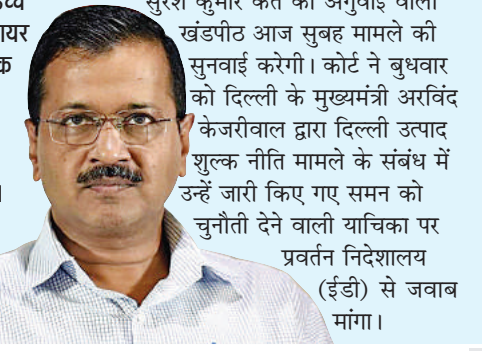 सुरेश कुमार कैत की अगुवाई वाली
खंडपीठ आज सुबह मामले की
सुनवाई करेगी। कोर्ट ने बुधवार
को दिल्ली के मुख्यमंत्री अरविंद
केजरीवाल द्वारा दिल्ली उत्पाद
शुल्क नीति मामले के संबंध में
उन्हें जारी किए गए समन को
चुनौती देने वाली याचिका पर
प्रवर्तन निदेशालय
(ईडी) से जवाब
मांगा।